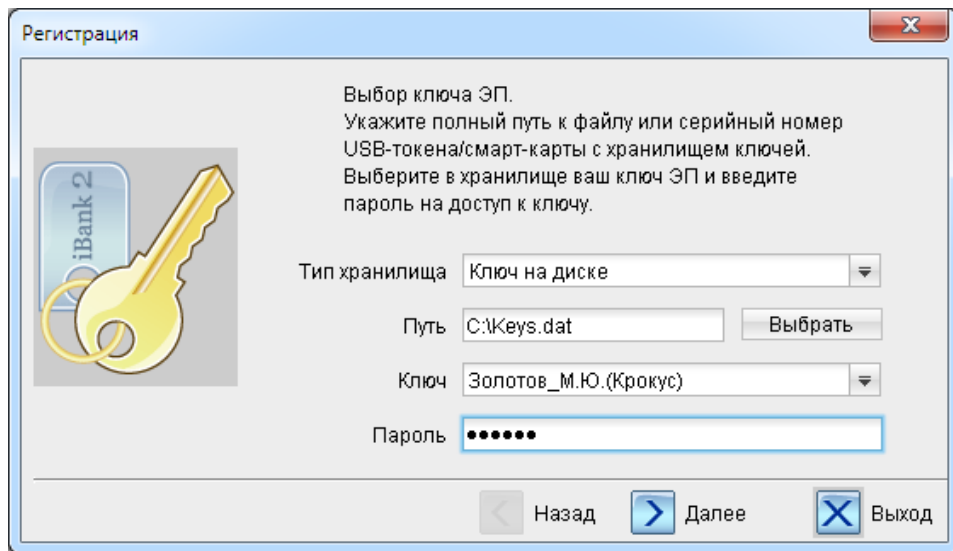 Регистрация
Выбор ключа ЭП.
Укажите полный путь к файлу или серийный номер
USB-токена/смарт-карты с хранилищем ключей.
Выберите в хранилище ваш ключ ЭП и введите
пароль на доступ к ключу.
iBank 2
Тип хранилища Ключ на диске
Путь C:\Keys.dat Выбрать
Ключ Золотов_М.Ю.(Крокус)
Пароль ••••••
Назад Далее Выход